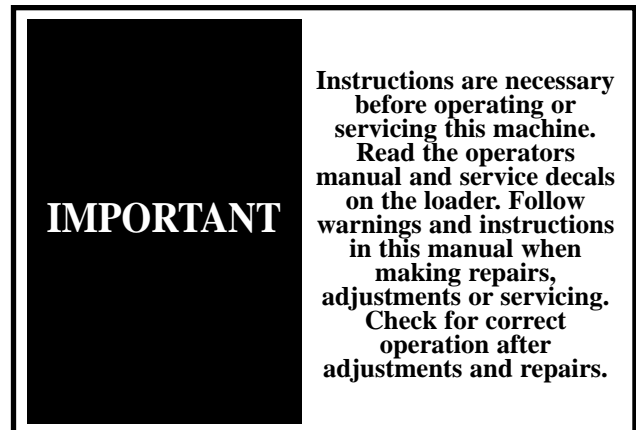 IMPORTANT
Instructions are necessary
before operating or
servicing this machine.
Read the operators
manual and service decals
on the loader. Follow
warnings and instructions
in this manual when
making repairs,
adjustments or servicing.
Check for correct
operation after
adjustments and repairs.